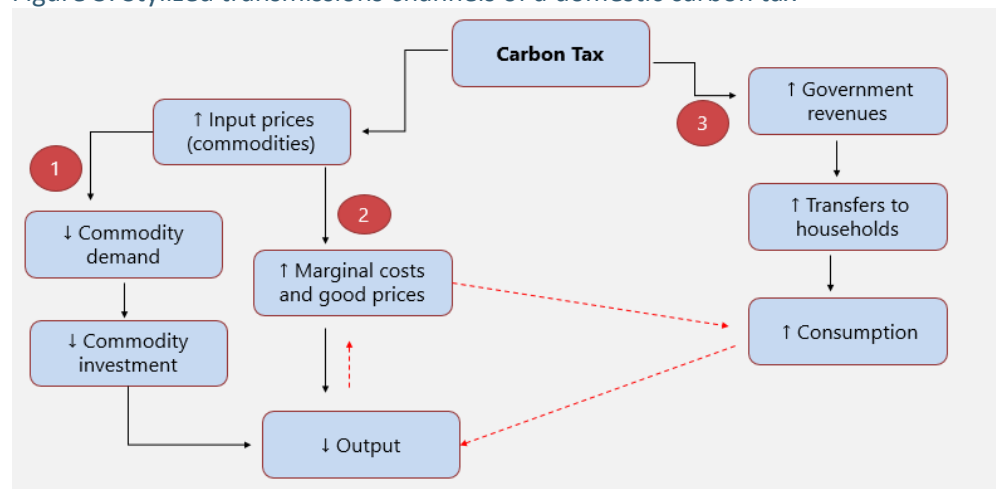 Carbon Tax
↑ Input prices
(commodities)
↑ Government
revenues
3
1
↑ Transfers to
households
2
↓ Commodity
demand
↑ Marginal costs
and good prices
↑ Consumption
↓ Commodity
investment
↓ Output